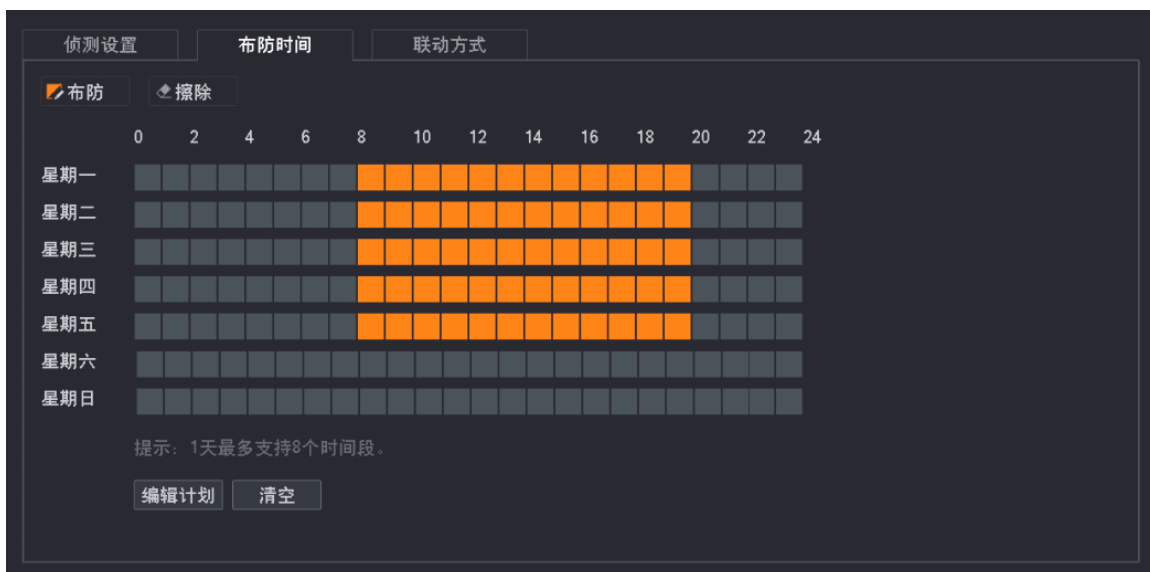 侦测设置 布防时间 联动方式
布防 擦除
0 2 4 6 8 10 12 14 16 18 20 22 24
星期一
星期二
星期三
星期四
星期五
星期六
星期日
提示：1天最多支持8个时间段。
编辑计划 清空